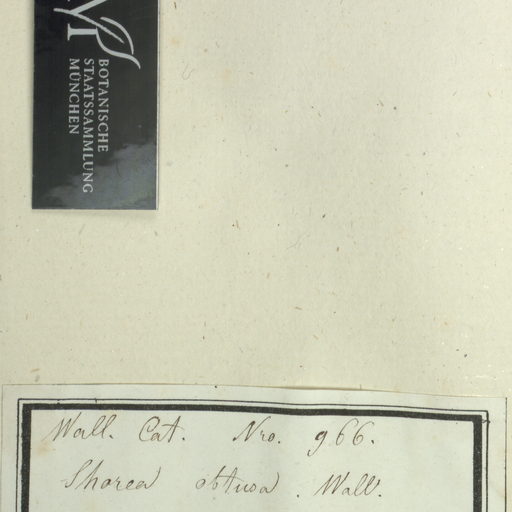 BOTANISCHE
STAATSSAMMLUNG
MÜNCHEN
Wall. Cat. Nro. 966.
Shorea obtusa. Wall.